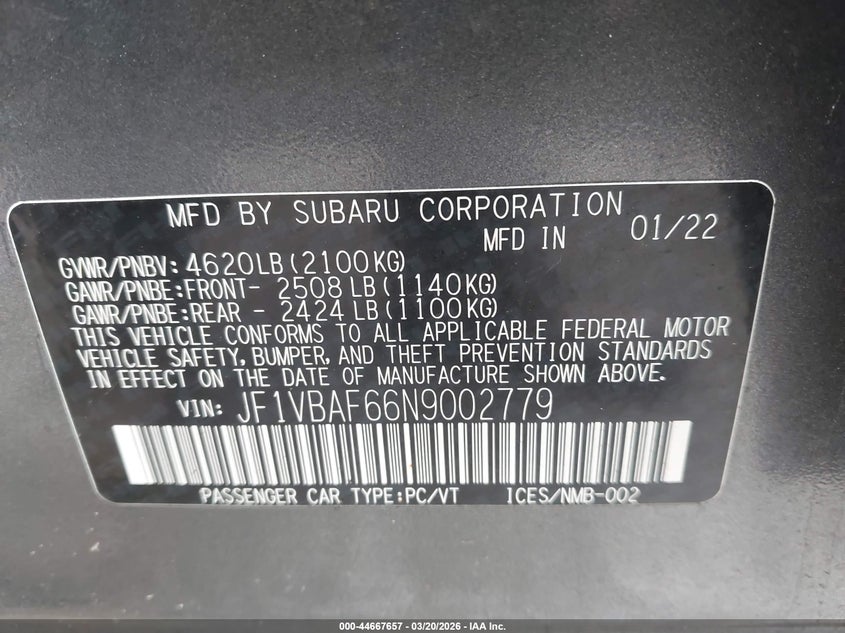 MFD BY SUBARU CORPORATION
MFD IN 01/22
GVWR/PNBV: 4620LB (2100KG)
GAWR/PNBE:FRONT- 2508 LB (1140KG)
GAWR/PNBE:REAR - 2424 LB (1100KG)
THIS VEHICLE CONFORMS TO ALL APPLICABLE FEDERAL MOTOR
VEHICLE SAFETY, BUMPER, AND THEFT PREVENTION STANDARDS
IN EFFECT ON THE DATE OF MANUFACTURE SHOWN ABOVE.
VIN: JF1VBAF66N9002779
PASSENGER CAR TYPE:PC/VT ICES/NMB-002
000-44667657 - 03/20/2026 - IAA Inc.